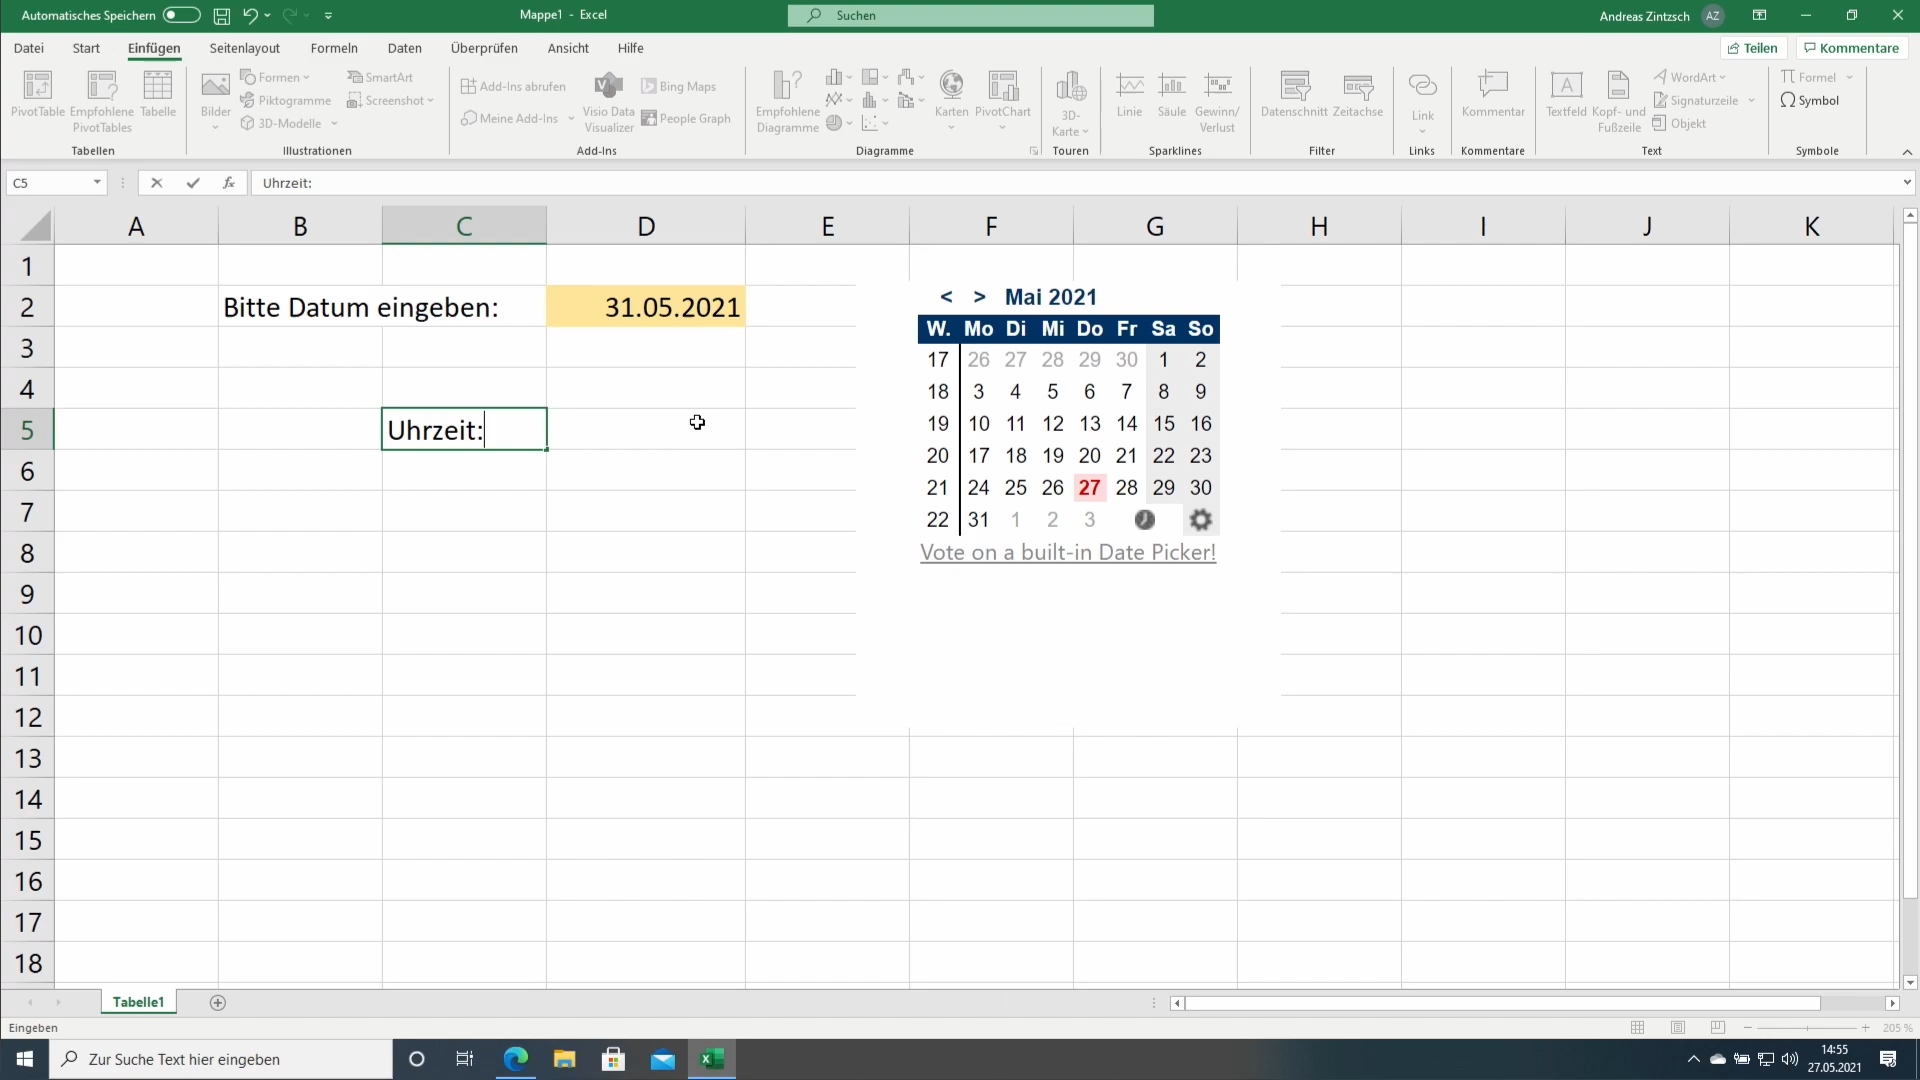 Automatisches Speichern
Mappe1 - Excel
Suchen
Andreas Zintzsch AZ
Datei Start Einfügen Seitenlayout Formeln Daten Überprüfen Ansicht Hilfe
Teilen Kommentare
PivotTable
Empfohlene PivotTables
Tabelle
Tabellen
Bilder
Formen
Piktogramme
3D-Modelle
SmartArt
Screenshot
Illustrationen
Add-Ins abrufen
Meine Add-Ins
Visio Data Visualizer
Bing Maps
People Graph
Add-Ins
Empfohlene Diagramme
Karten
PivotChart
Diagramme
3D-Karte
Touren
Linie
Säule
Gewinn/Verlust
Sparklines
Datenschnitt
Zeitachse
Filter
Link
Links
Kommentar
Kommentare
Textfeld
Kopf- und Fußzeile
WordArt
Signaturzeile
Objekt
Text
Formel
Symbol
Symbole
C5 fx Uhrzeit:
A B C D E F G H I J K
1
2 Bitte Datum eingeben: 31.05.2021
3
4
5 Uhrzeit:
6
7
8
9
10
11
12
13
14
15
16
17
18
< > Mai 2021
W. Mo Di Mi Do Fr Sa So
17 26 27 28 29 30 1 2
18 3 4 5 6 7 8 9
19 10 11 12 13 14 15 16
20 17 18 19 20 21 22 23
21 24 25 26 27 28 29 30
22 31 1 2 3
Vote on a built-in Date Picker!
Tabelle1
Eingeben
205 %
Zur Suche Text hier eingeben
14:55
27.05.2021